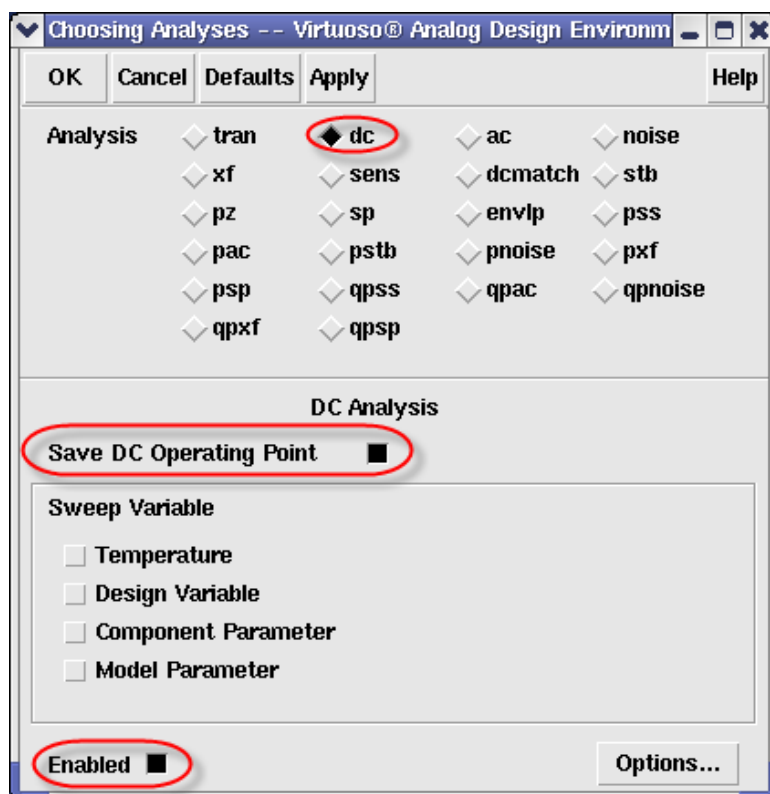 Choosing Analyses -- Virtuoso® Analog Design Environm
OK Cancel Defaults Apply Help
Analysis tran dc ac noise
xf sens dcmatch stb
pz sp envlp pss
pac pstb pnoise pxf
psp qpss qpac qpnoise
qpxf qpsp
DC Analysis
Save DC Operating Point
Sweep Variable
Temperature
Design Variable
Component Parameter
Model Parameter
Enabled Options...